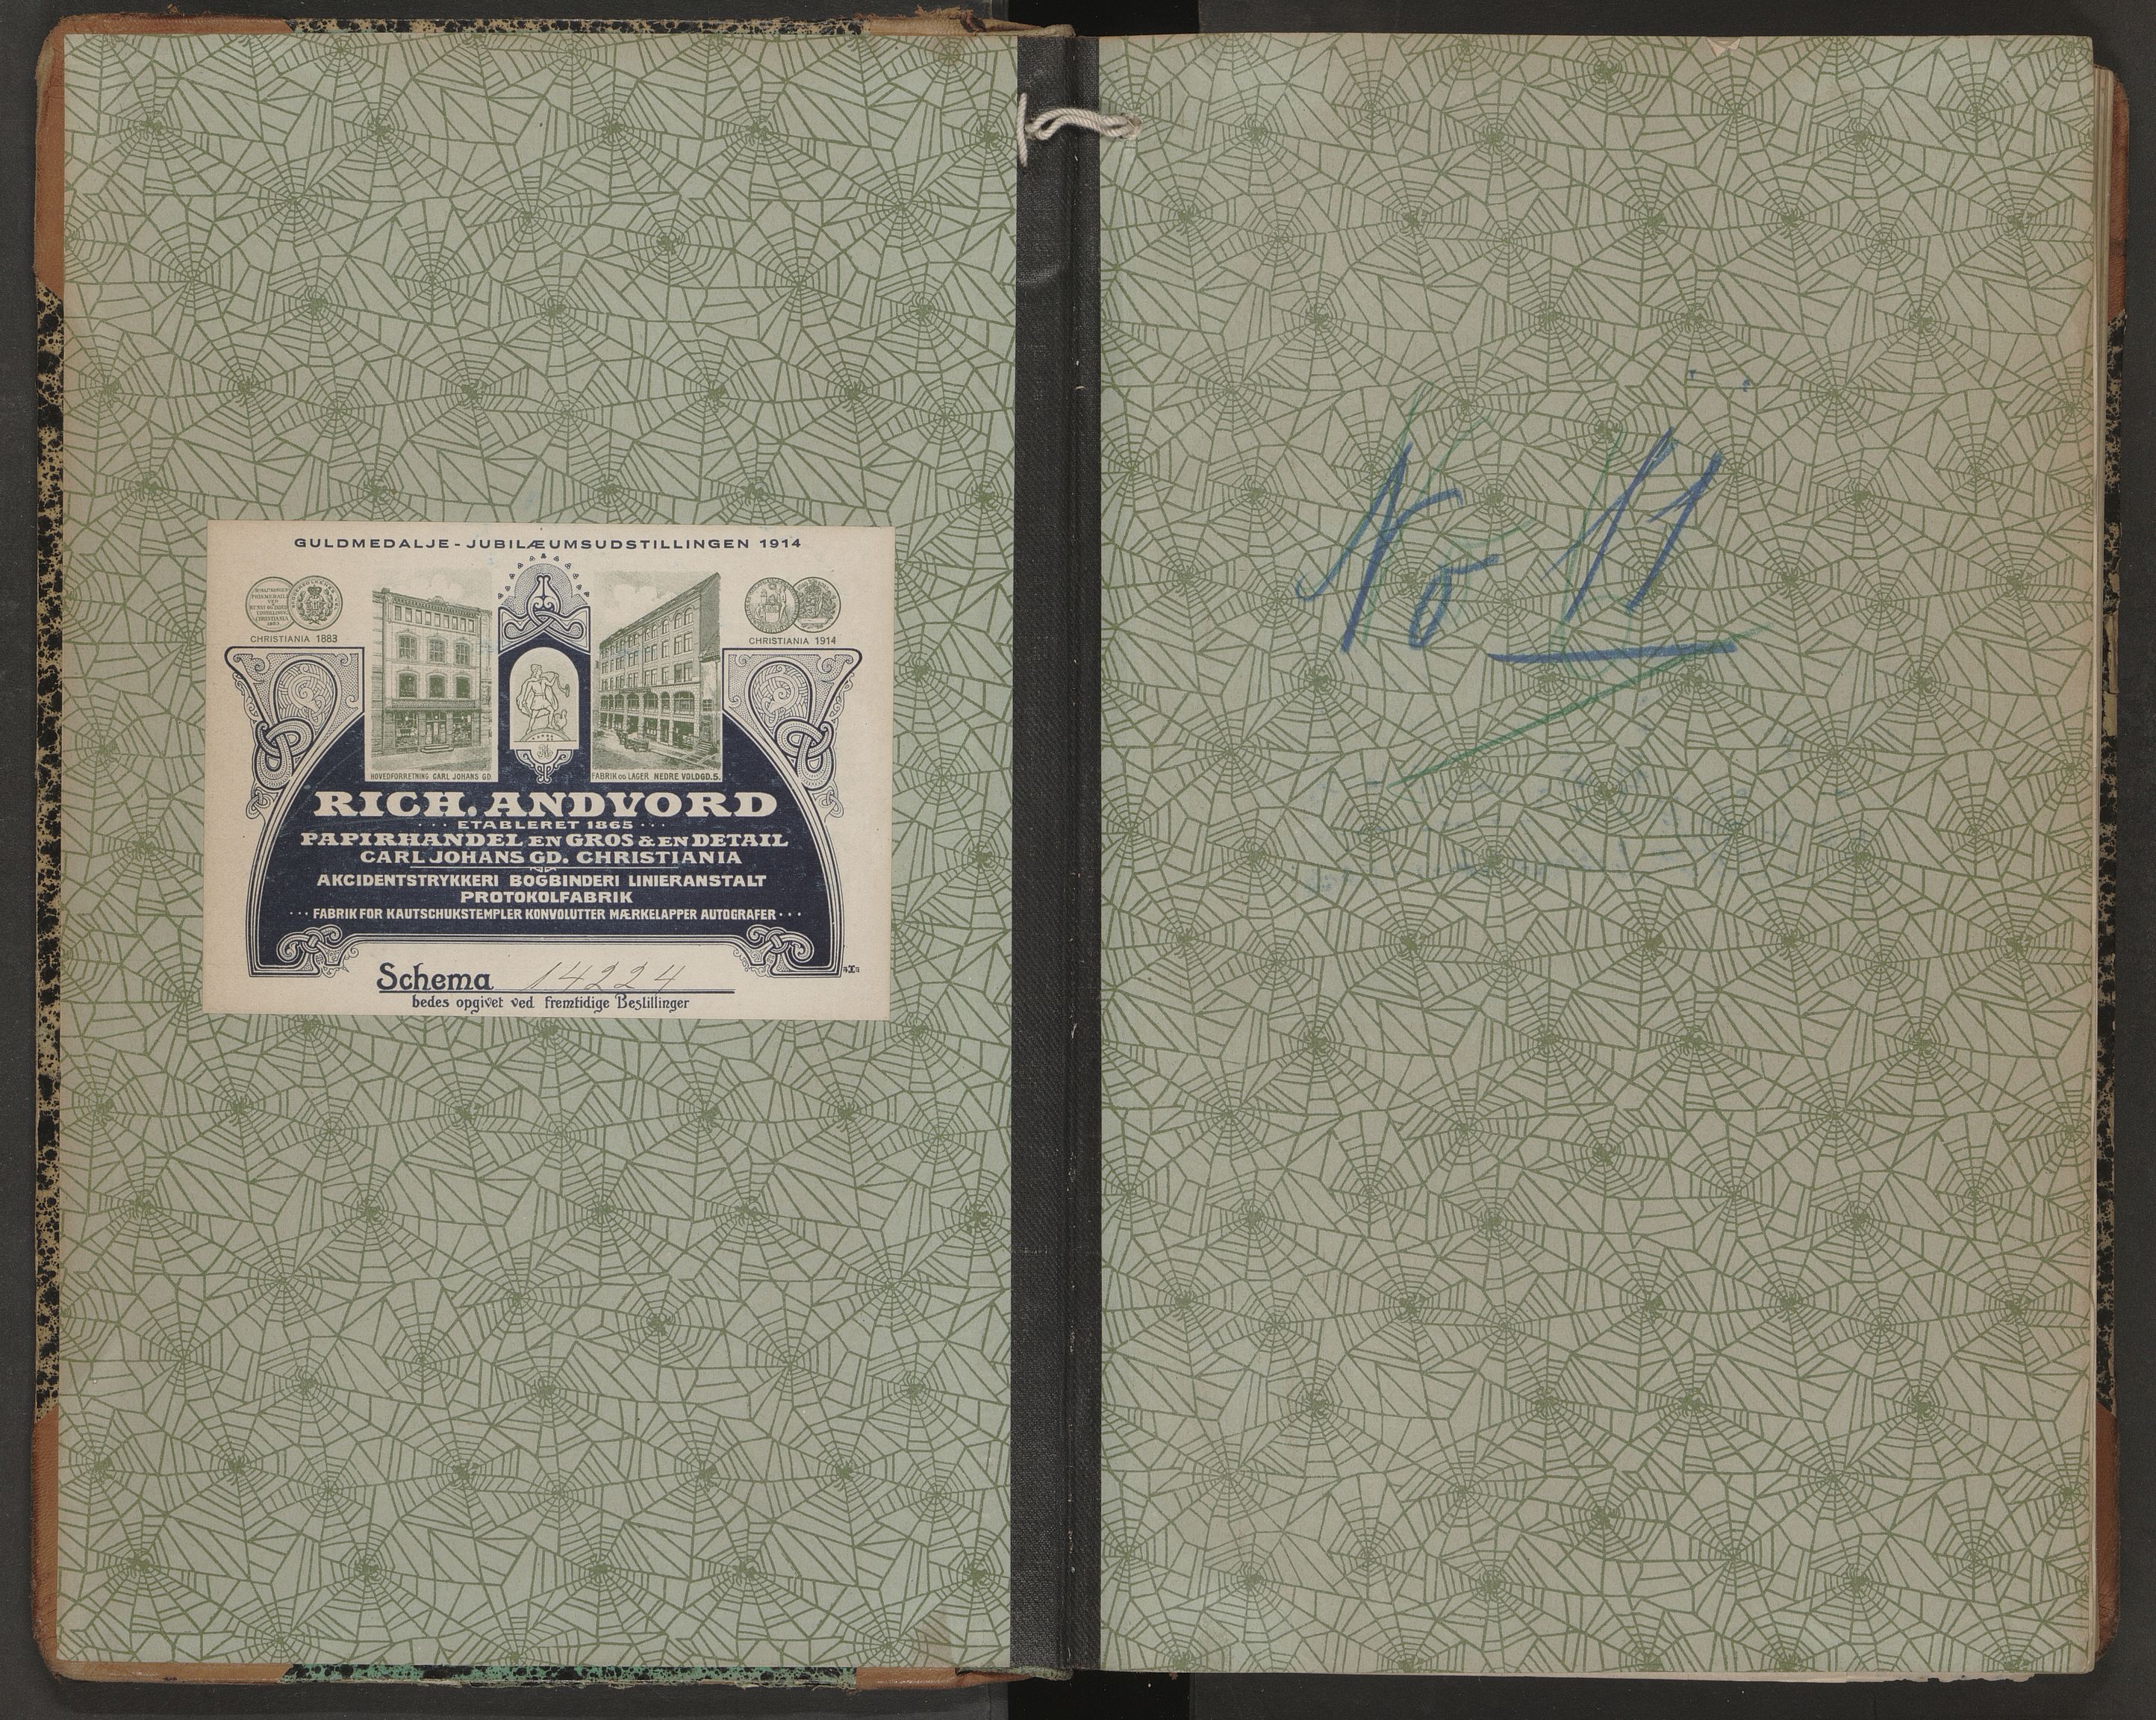 GULDMEDALJE - JUBILÆUMSUDSTILLINGEN 1914
CHRISTIANIA 1883
CHRISTIANIA 1914
HOVEDFORRETNING CARL JOHANS GD.
FABRIK OG LAGER NEDRE VOLDGD. 5.
RICH. ANDVORD
··· ETABLERET 1865 ···
PAPIRHANDEL EN GROS & EN DETAIL
CARL JOHANS GD. CHRISTIANIA
AKCIDENTSTRYKKERI BOGBINDERI LINIERANSTALT
PROTOKOLFABRIK
··· FABRIK FOR KAUTSCHUKSTEMPLER KONVOLUTTER MÆRKELAPPER AUTOGRAFER ···
Schema 14224
bedes opgivet ved fremtidige Bestillinger
No 11